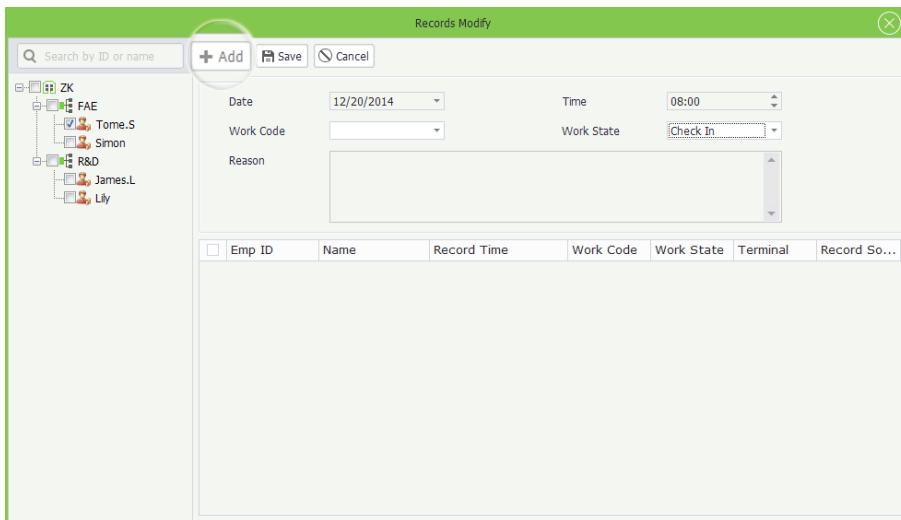 Records Modify
Search by ID or name
Add Save Cancel
ZK
FAE
Tome.S
Simon
R&D
James.L
Lily
Date 12/20/2014 Time 08:00
Work Code Work State Check In
Reason
Emp ID Name Record Time Work Code Work State Terminal Record So...